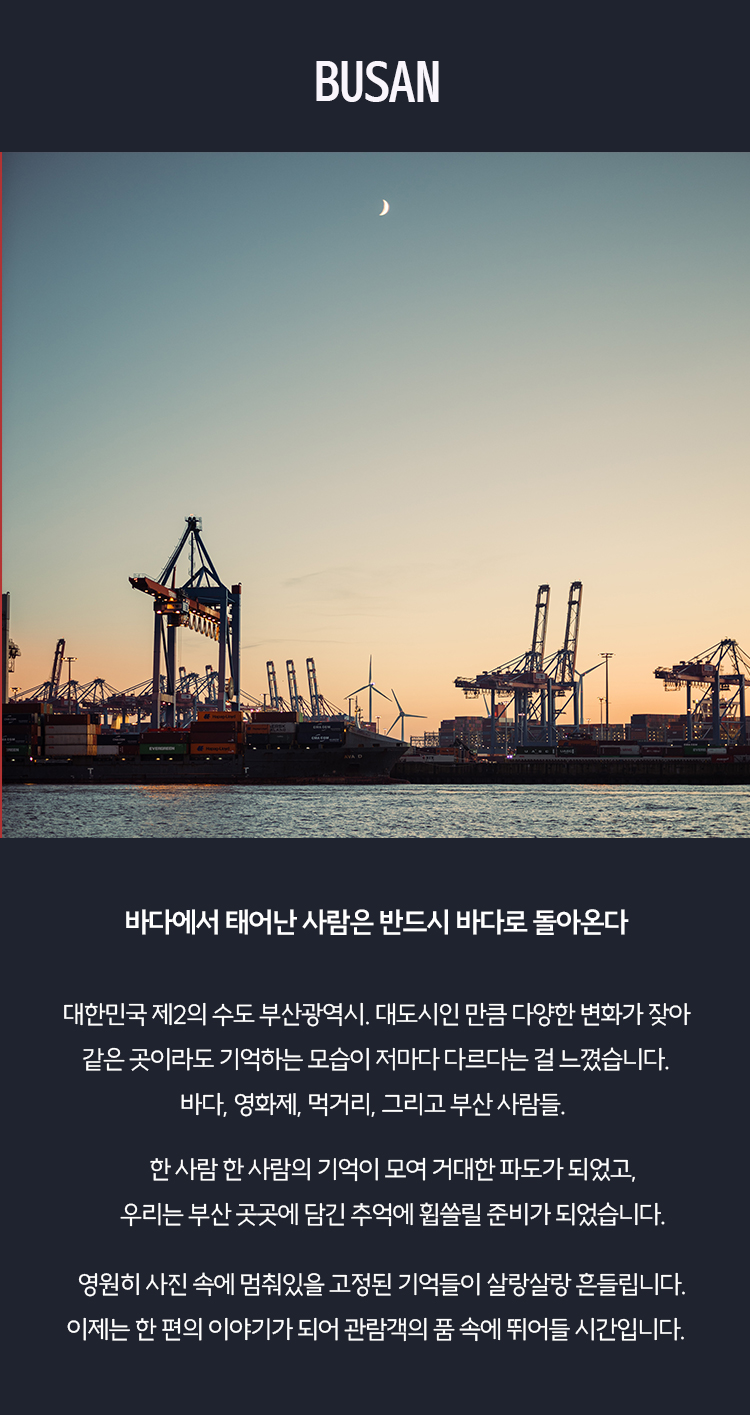 BUSAN
EVERGREEN
바다에서 태어난 사람은 반드시 바다로 돌아온다
대한민국 제2의 수도 부산광역시. 대도시인 만큼 다양한 변화가 잦아
같은 곳이라도 기억하는 모습이 저마다 다르다는 걸 느꼈습니다.
바다, 영화제, 먹거리, 그리고 부산 사람들.
한 사람 한 사람의 기억이 모여 거대한 파도가 되었고,
우리는 부산 곳곳에 담긴 추억에 휩쓸릴 준비가 되었습니다.
영원히 사진 속에 멈춰있을 고정된 기억들이 살랑살랑 흔들립니다.
이제는 한 편의 이야기가 되어 관람객의 품 속에 뛰어들 시간입니다.